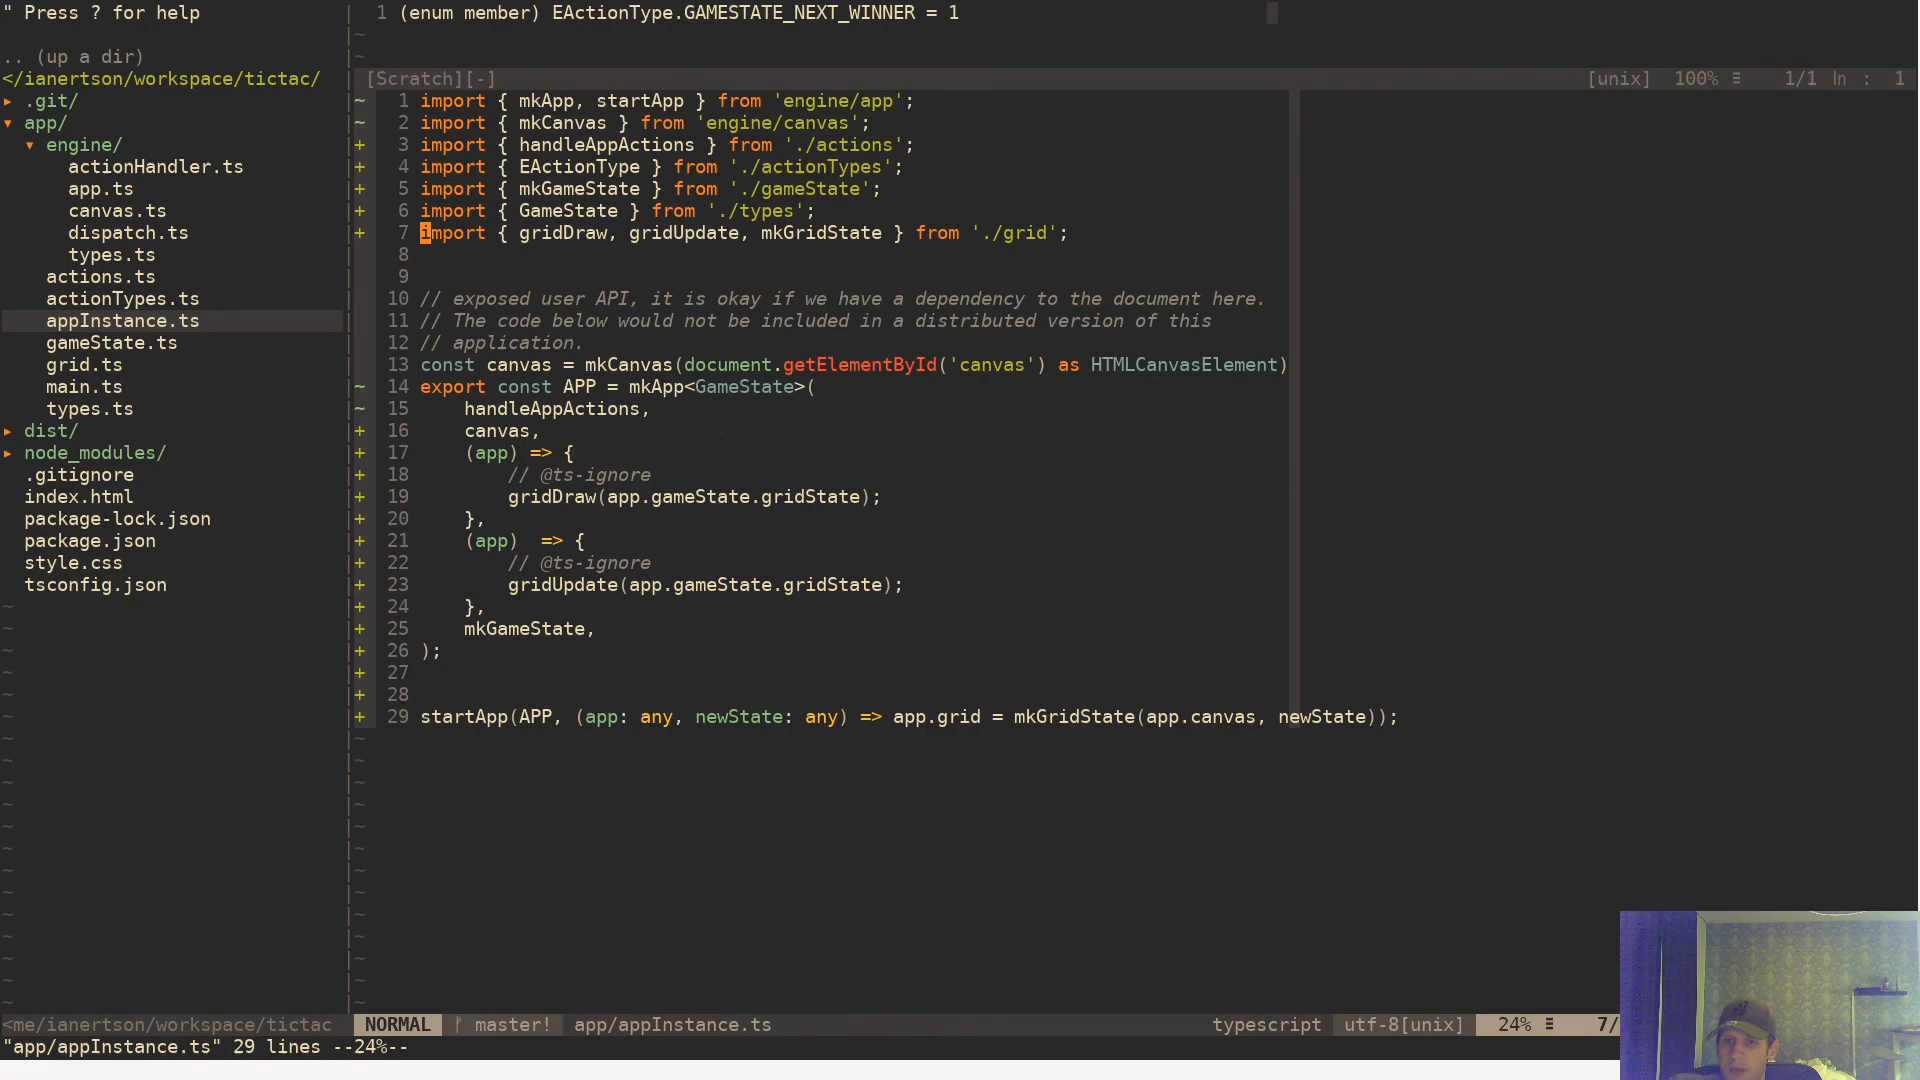 " Press ? for help
.. (up a dir)
</ianertson/workspace/tictac/
▸ .git/
▾ app/
▾ engine/
actionHandler.ts
app.ts
canvas.ts
dispatch.ts
types.ts
actions.ts
actionTypes.ts
appInstance.ts
gameState.ts
grid.ts
main.ts
types.ts
▸ dist/
▸ node_modules/
.gitignore
index.html
package-lock.json
package.json
style.css
tsconfig.json
<me/ianertson/workspace/tictac
1 (enum member) EActionType.GAMESTATE_NEXT_WINNER = 1
~
~
[Scratch][-] [unix] 100% ≡ 1/1 ln : 1
~ 1 import { mkApp, startApp } from 'engine/app';
~ 2 import { mkCanvas } from 'engine/canvas';
+ 3 import { handleAppActions } from './actions';
+ 4 import { EActionType } from './actionTypes';
+ 5 import { mkGameState } from './gameState';
+ 6 import { GameState } from './types';
+ 7 import { gridDraw, gridUpdate, mkGridState } from './grid';
8
9
10 // exposed user API, it is okay if we have a dependency to the document here.
11 // The code below would not be included in a distributed version of this
12 // application.
13 const canvas = mkCanvas(document.getElementById('canvas') as HTMLCanvasElement)
~ 14 export const APP = mkApp<GameState>(
~ 15 handleAppActions,
+ 16 canvas,
+ 17 (app) => {
+ 18 // @ts-ignore
+ 19 gridDraw(app.gameState.gridState);
+ 20 },
+ 21 (app)  => {
+ 22 // @ts-ignore
+ 23 gridUpdate(app.gameState.gridState);
+ 24 },
+ 25 mkGameState,
+ 26 );
+ 27
+ 28
+ 29 startApp(APP, (app: any, newState: any) => app.grid = mkGridState(app.canvas, newState));
NORMAL master! app/appInstance.ts typescript utf-8[unix] 24% ≡ 7/
"app/appInstance.ts" 29 lines --24%--